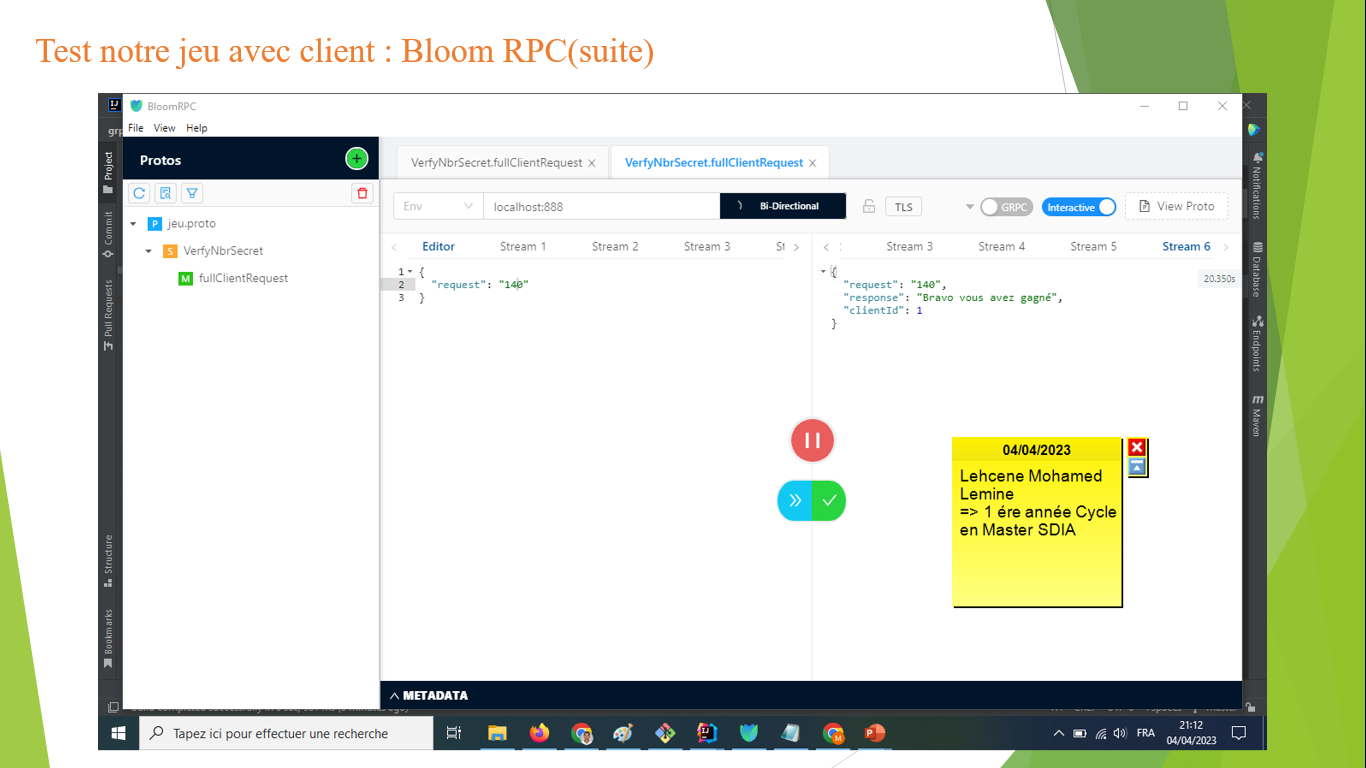 Test notre jeu avec client : Bloom RPC(suite)
BloomRPC
File View Help
grp
Project
Commit
Pull Requests
Structure
Bookmarks
Protos
jeu.proto
VerfyNbrSecret
fullClientRequest
VerfyNbrSecret.fullClientRequest
VerfyNbrSecret.fullClientRequest
Env
localhost:888
Bi-Directional
TLS
GRPC
Interactive
View Proto
Editor Stream 1 Stream 2 Stream 3 St
Stream 3 Stream 4 Stream 5 Stream 6
1 {
2 "request": "140"
3 }
{
"request": "140",
"response": "Bravo vous avez gagné",
"clientId": 1
}
20.350s
04/04/2023
Lehcene Mohamed
Lemine
=> 1 ére année Cycle
en Master SDIA
METADATA
Notifications
Database
Endpoints
Maven
Tapez ici pour effectuer une recherche
FRA
21:12
04/04/2023